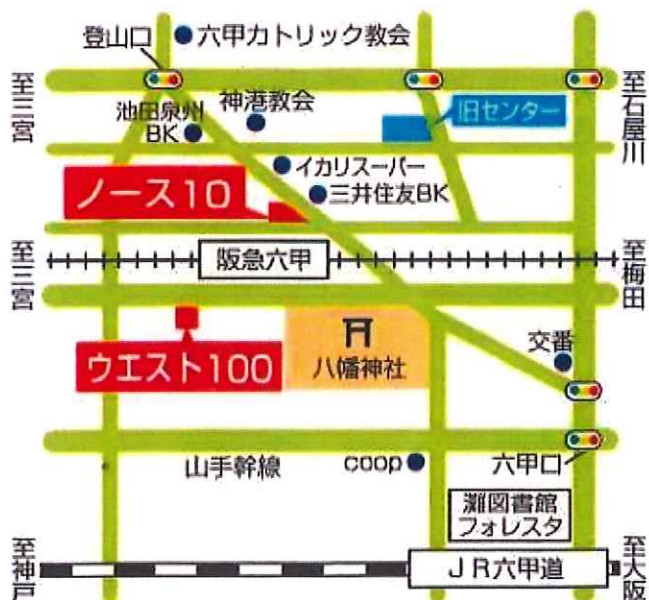 登山口
六甲カトリック教会
至三宮
至石屋川
池田泉州
BK
神港教会
旧センター
イカリスーパー
三井住友BK
ノース10
至三宮
阪急六甲
至梅田
ウエスト100
八幡神社
交番
山手幹線
coop
六甲口
灘図書館
フォレスタ
至神戸
JR六甲道
至大阪